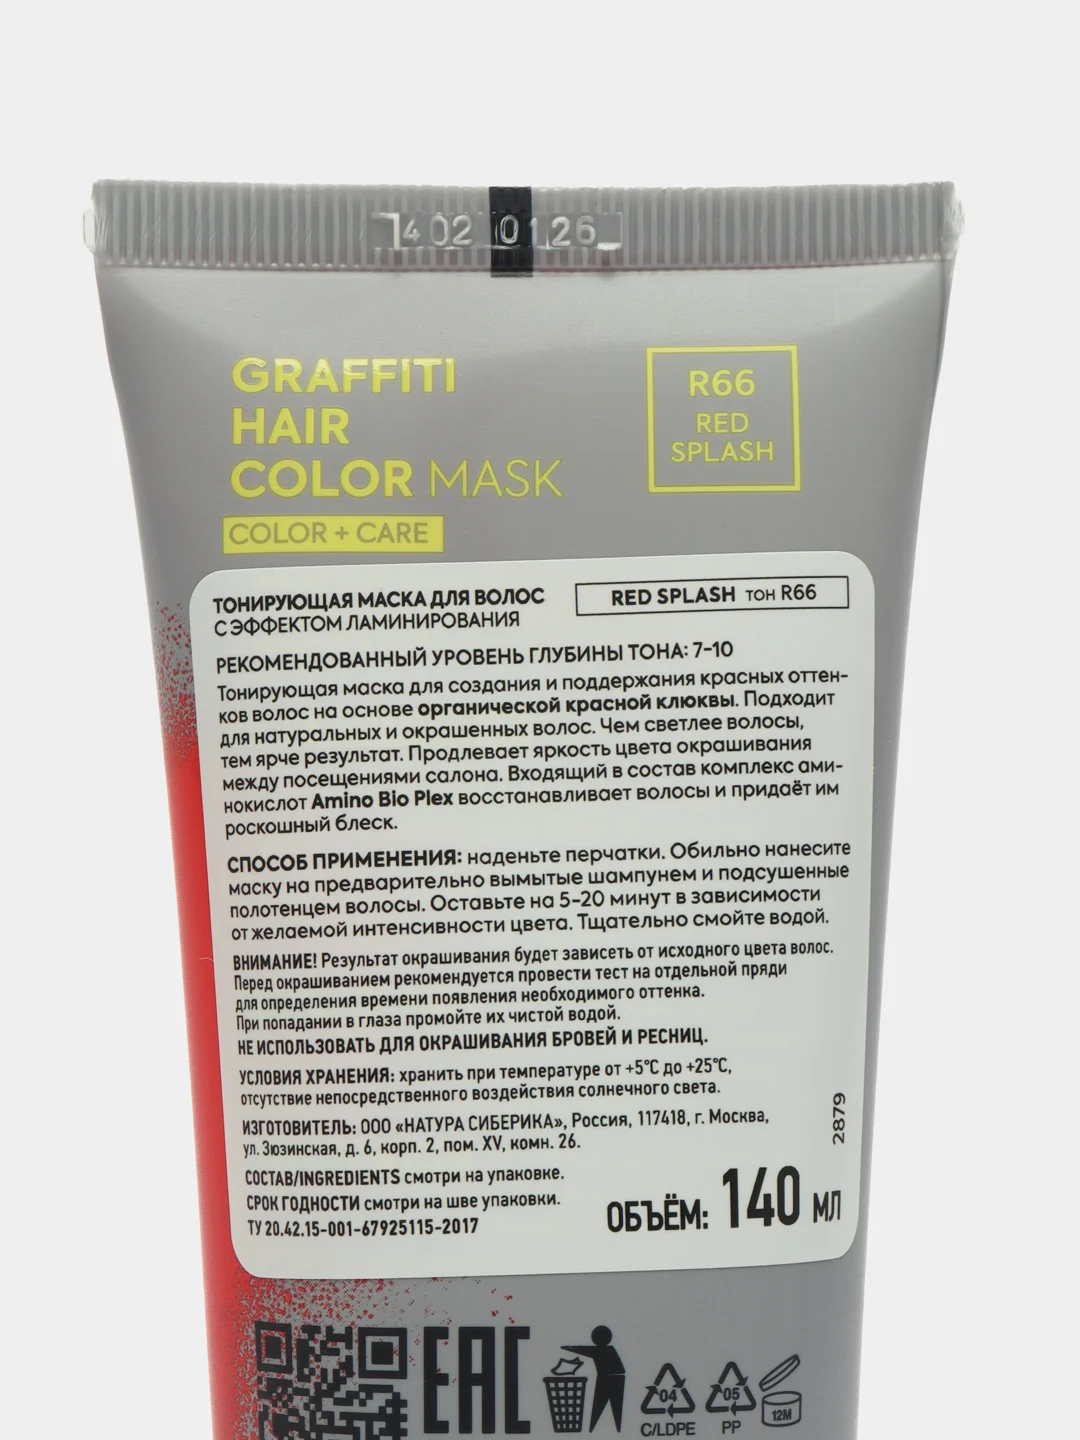 402 0126
GRAFFITI
HAIR
COLOR MASK
COLOR + CARE
R66
RED
SPLASH
ТОНИРУЮЩАЯ МАСКА ДЛЯ ВОЛОС
С ЭФФЕКТОМ ЛАМИНИРОВАНИЯ
RED SPLASH тон R66
РЕКОМЕНДОВАННЫЙ УРОВЕНЬ ГЛУБИНЫ ТОНА: 7-10
Тонирующая маска для создания и поддержания красных оттен-
ков волос на основе органической красной клюквы. Подходит
для натуральных и окрашенных волос. Чем светлее волосы,
тем ярче результат. Продлевает яркость цвета окрашивания
между посещениями салона. Входящий в состав комплекс ами-
нокислот Amino Bio Plex восстанавливает волосы и придаёт им
роскошный блеск.
СПОСОБ ПРИМЕНЕНИЯ: наденьте перчатки. Обильно нанесите
маску на предварительно вымытые шампунем и подсушенные
полотенцем волосы. Оставьте на 5-20 минут в зависимости
от желаемой интенсивности цвета. Тщательно смойте водой.
ВНИМАНИЕ! Результат окрашивания будет зависеть от исходного цвета волос.
Перед окрашиванием рекомендуется провести тест на отдельной пряди
для определения времени появления необходимого оттенка.
При попадании в глаза промойте их чистой водой.
НЕ ИСПОЛЬЗОВАТЬ ДЛЯ ОКРАШИВАНИЯ БРОВЕЙ И РЕСНИЦ.
УСЛОВИЯ ХРАНЕНИЯ: хранить при температуре от +5°C до +25°C,
отсутствие непосредственного воздействия солнечного света.
ИЗГОТОВИТЕЛЬ: ООО «НАТУРА СИБЕРИКА», Россия, 117418, г. Москва,
ул. Зюзинская, д. 6, корп. 2, пом. XV, комн. 26.
СОСТАВ/INGREDIENTS смотри на упаковке.
СРОК ГОДНОСТИ смотри на шве упаковки.
ТУ 20.42.15-001-67925115-2017
ОБЪЁМ: 140 мл
2879
EAC
04
C/LDPE
05
PP
12M